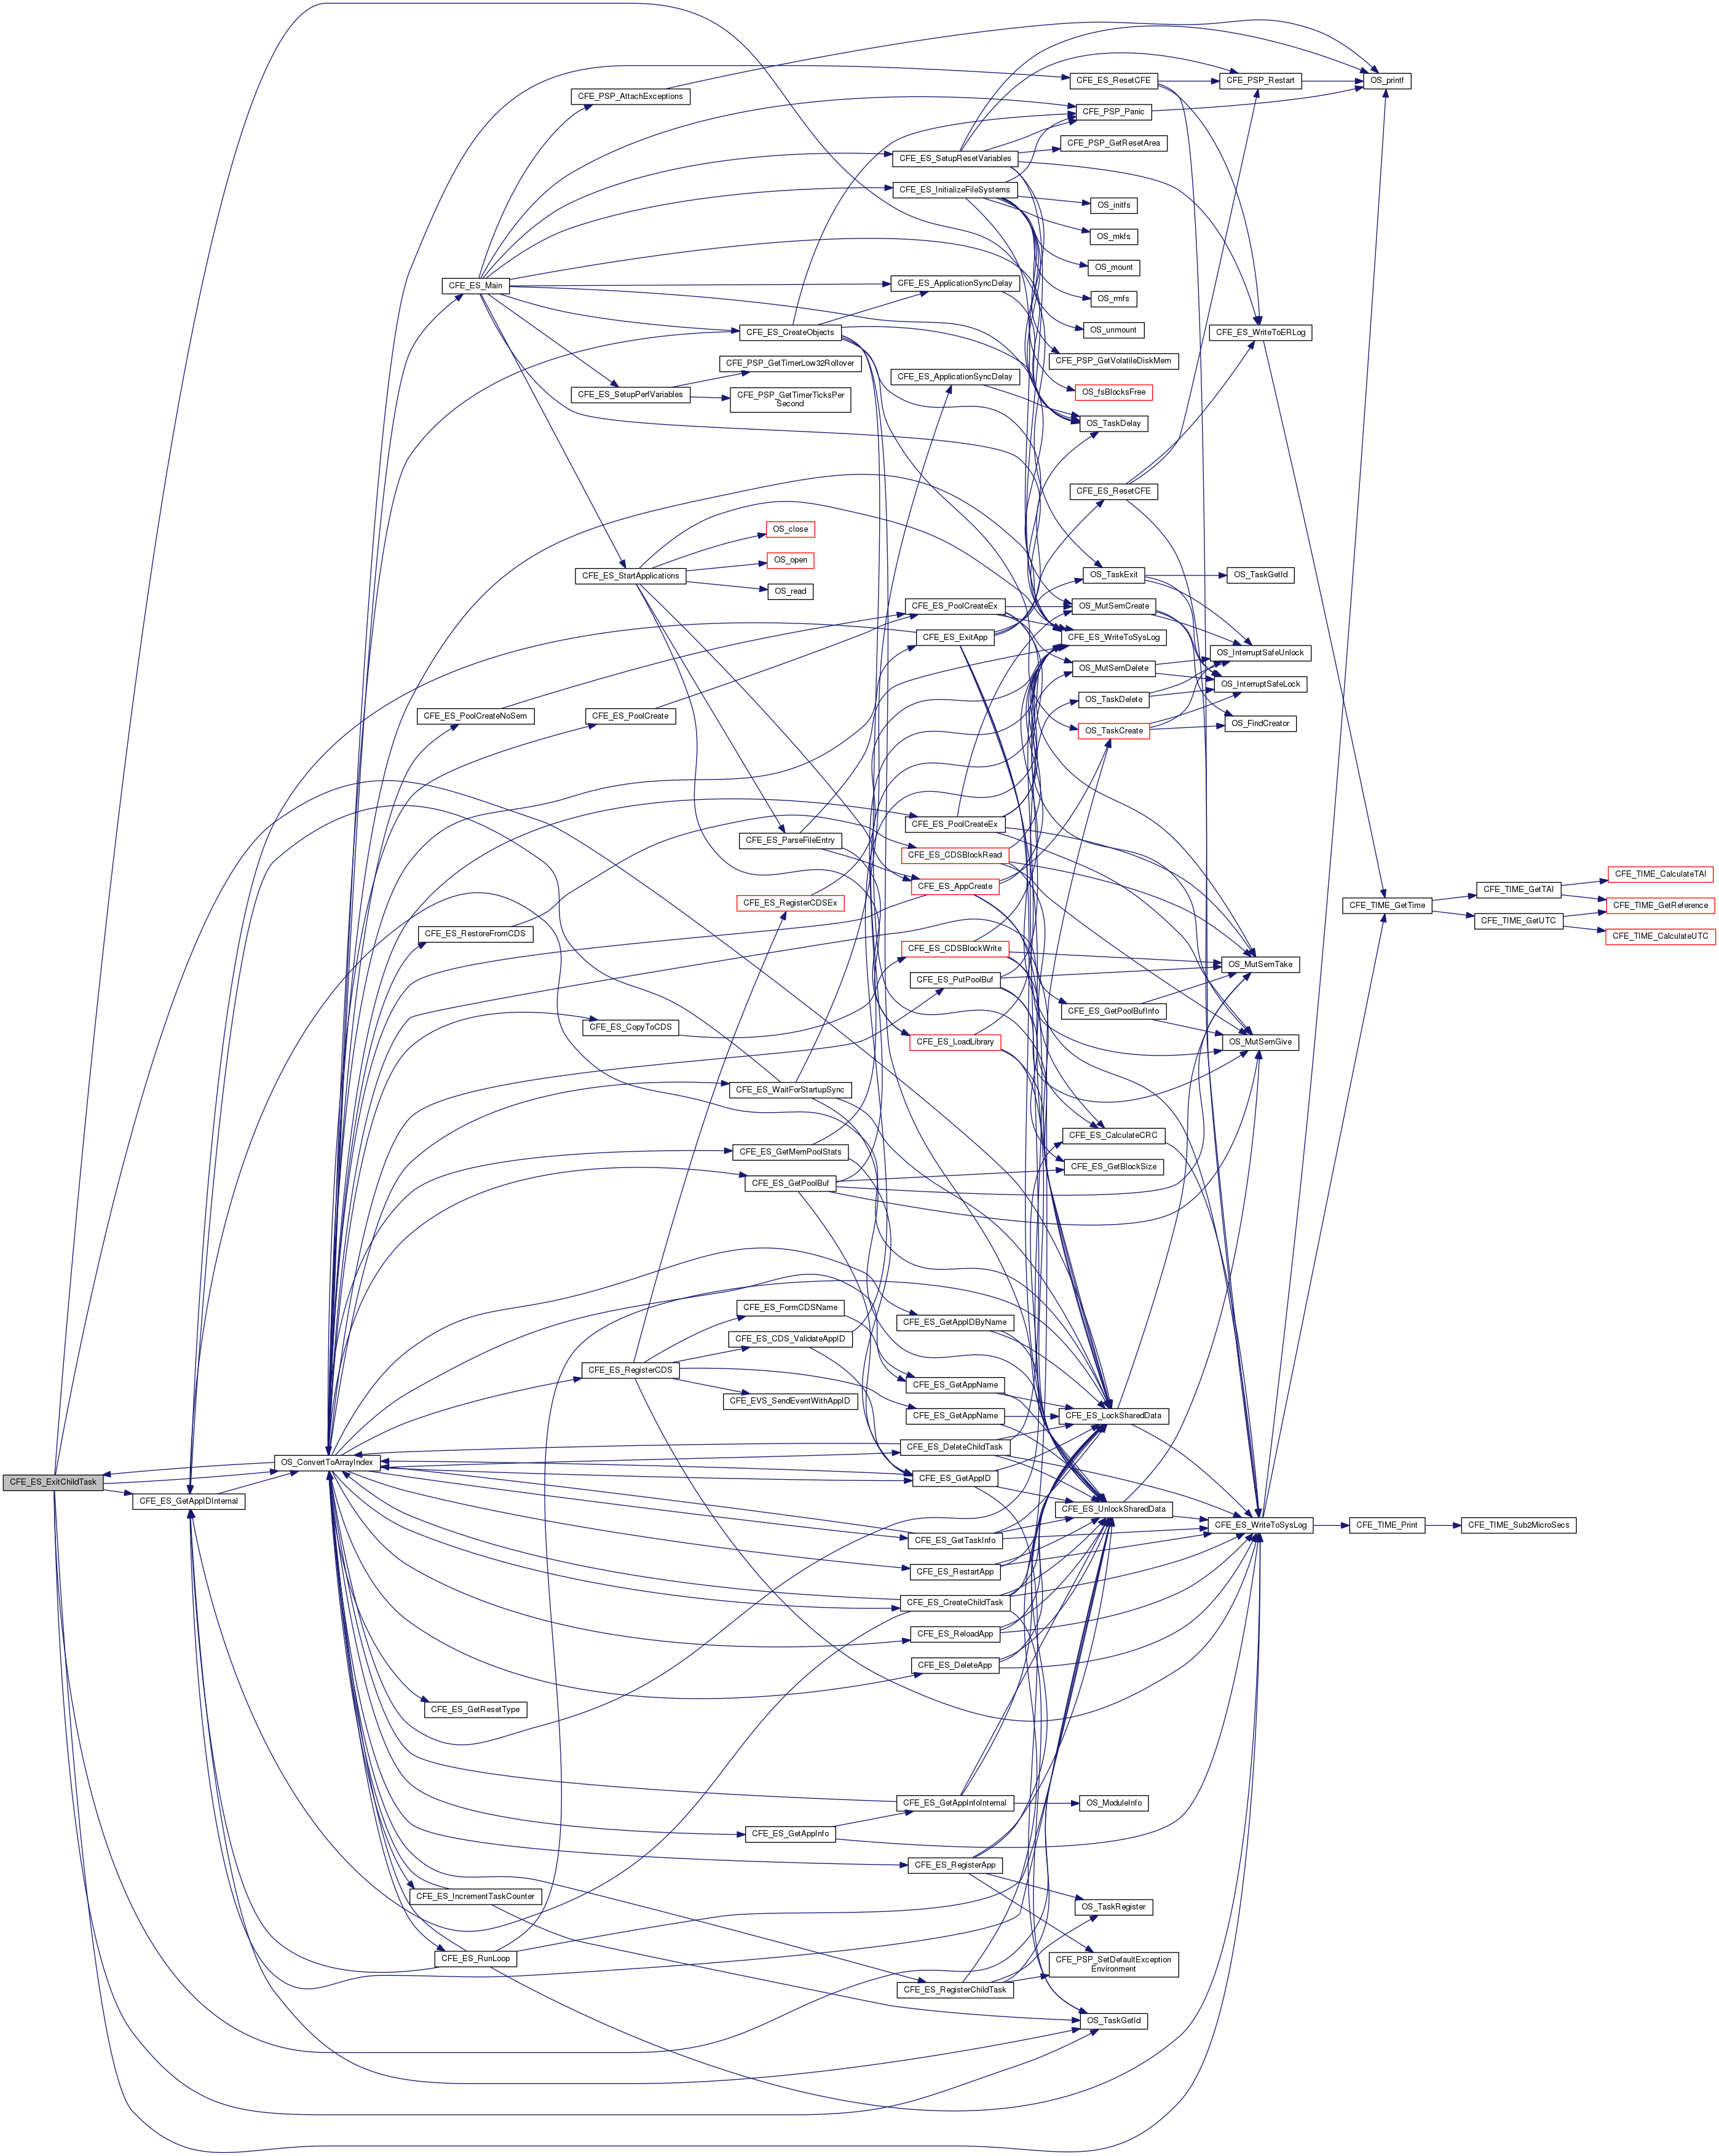 CFE_ES_ExitChildTask
CFE_ES_GetAppIDInternal
OS_ConvertToArrayIndex
CFE_ES_Main
CFE_ES_PoolCreateNoSem
CFE_ES_RestoreFromCDS
CFE_ES_GetResetType
CFE_ES_IncrementTaskCounter
CFE_ES_RunLoop
CFE_PSP_AttachExceptions
CFE_ES_SetupPerfVariables
CFE_ES_StartApplications
CFE_ES_PoolCreate
CFE_ES_CopyToCDS
CFE_ES_RegisterCDS
CFE_ES_CreateObjects
CFE_PSP_GetTimerLow32Rollover
CFE_PSP_GetTimerTicksPer
Second
OS_close
OS_open
OS_read
CFE_ES_ParseFileEntry
CFE_ES_RegisterCDSEx
CFE_ES_WaitForStartupSync
CFE_ES_GetMemPoolStats
CFE_ES_GetPoolBuf
CFE_ES_FormCDSName
CFE_ES_CDS_ValidateAppID
CFE_EVS_SendEventWithAppID
CFE_ES_GetAppInfo
CFE_ES_SetupResetVariables
CFE_ES_InitializeFileSystems
CFE_ES_ApplicationSyncDelay
CFE_ES_ApplicationSyncDelay
CFE_ES_PoolCreateEx
CFE_ES_ExitApp
CFE_ES_PoolCreateEx
CFE_ES_CDSBlockRead
CFE_ES_AppCreate
CFE_ES_CDSBlockWrite
CFE_ES_PutPoolBuf
CFE_ES_LoadLibrary
CFE_ES_GetAppIDByName
CFE_ES_GetAppName
CFE_ES_GetAppName
CFE_ES_DeleteChildTask
CFE_ES_GetAppID
CFE_ES_GetTaskInfo
CFE_ES_RestartApp
CFE_ES_CreateChildTask
CFE_ES_ReloadApp
CFE_ES_DeleteApp
CFE_ES_GetAppInfoInternal
CFE_ES_RegisterApp
CFE_ES_RegisterChildTask
CFE_ES_ResetCFE
CFE_PSP_Panic
CFE_PSP_GetResetArea
OS_initfs
OS_mkfs
OS_mount
OS_rmfs
OS_unmount
CFE_PSP_GetVolatileDiskMem
OS_fsBlocksFree
OS_TaskDelay
CFE_ES_ResetCFE
OS_TaskExit
OS_MutSemCreate
CFE_ES_WriteToSysLog
OS_MutSemDelete
OS_TaskDelete
OS_TaskCreate
CFE_ES_GetPoolBufInfo
CFE_ES_CalculateCRC
CFE_ES_GetBlockSize
CFE_ES_LockSharedData
CFE_ES_UnlockSharedData
OS_ModuleInfo
OS_TaskRegister
CFE_PSP_SetDefaultException
Environment
OS_TaskGetId
CFE_PSP_Restart
CFE_ES_WriteToERLog
OS_TaskGetId
OS_InterruptSafeUnlock
OS_InterruptSafeLock
OS_FindCreator
OS_MutSemTake
OS_MutSemGive
CFE_ES_WriteToSysLog
OS_printf
CFE_TIME_GetTime
CFE_TIME_Print
CFE_TIME_GetTAI
CFE_TIME_GetUTC
CFE_TIME_Sub2MicroSecs
CFE_TIME_CalculateTAI
CFE_TIME_GetReference
CFE_TIME_CalculateUTC